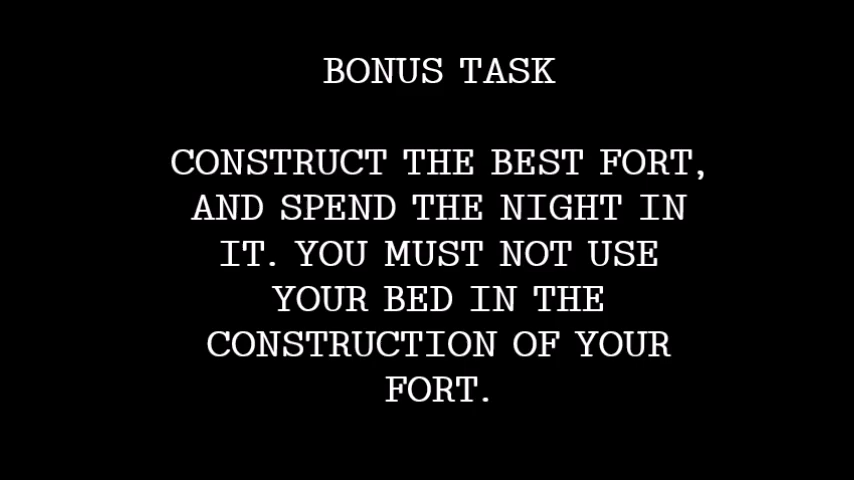 BONUS TASK
CONSTRUCT THE BEST FORT,
AND SPEND THE NIGHT IN
IT. YOU MUST NOT USE
YOUR BED IN THE
CONSTRUCTION OF YOUR
FORT.